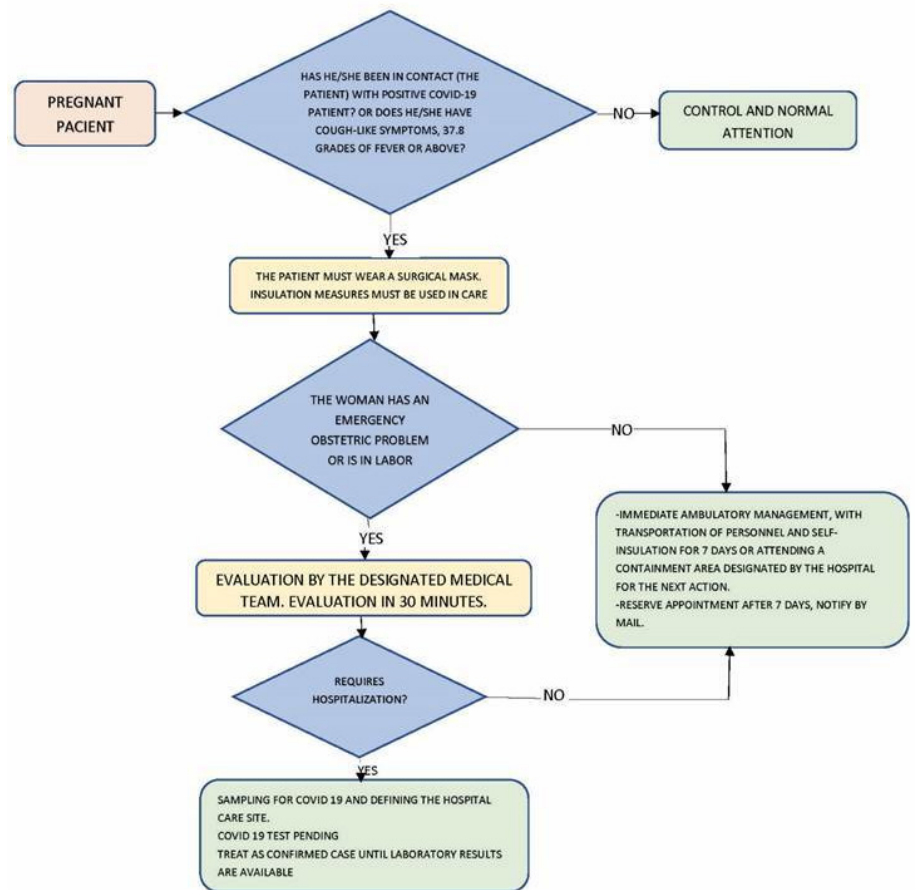 HAS HE/SHE BEEN IN CONTACT (THE
PATIENT) WITH POSITIVE COVID-19
PATIENT? OR DOES HE/SHE HAVE
COUGH-LIKE SYMPTOMS, 37.8
GRADES OF FEVER OR ABOVE?
PREGNANT
PACIENT
NO
CONTROL AND NORMAL
ATTENTION
YES
THE PATIENT MUST WEAR A SURGICAL MASK.
INSULATION MEASURES MUST BE USED IN CARE
THE WOMAN HAS AN
EMERGENCY
OBSTETRIC PROBLEM
OR IS IN LABOR
NO
-IMMEDIATE AMBULATORY MANAGEMENT, WITH
TRANSPORTATION OF PERSONNEL AND SELF-
INSULATION FOR 7 DAYS OR ATTENDING A
CONTAINMENT AREA DESIGNATED BY THE HOSPITAL
FOR THE NEXT ACTION.
-RESERVE APPOINTMENT AFTER 7 DAYS, NOTIFY BY
MAIL.
YES
EVALUATION BY THE DESIGNATED MEDICAL
TEAM. EVALUATION IN 30 MINUTES.
REQUIRES
HOSPITALIZATION?
NO
YES
SAMPLING FOR COVID 19 AND DEFINING THE HOSPITAL
CARE SITE.
COVID 19 TEST PENDING
TREAT AS CONFIRMED CASE UNTIL LABORATORY RESULTS
ARE AVAILABLE